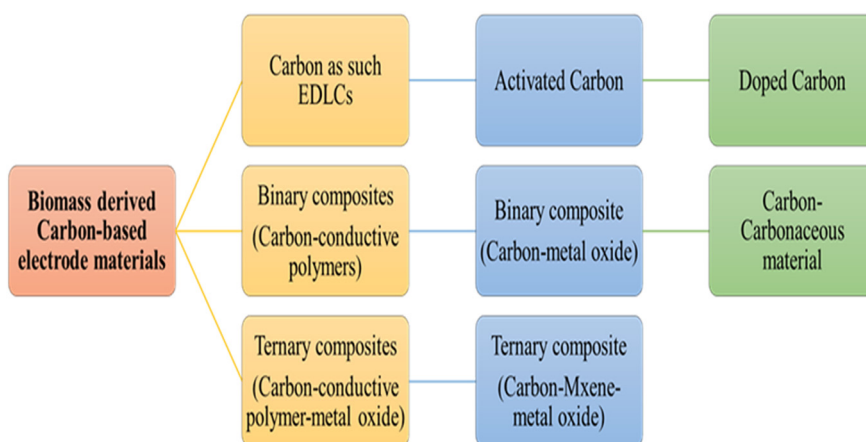 Biomass derived
Carbon-based
electrode materials
Carbon as such
EDLCs
Activated Carbon
Doped Carbon
Binary composites
(Carbon-conductive
polymers)
Binary composite
(Carbon-metal oxide)
Carbon-
Carbonaceous
material
Ternary composites
(Carbon-conductive
polymer-metal oxide)
Ternary composite
(Carbon-Mxene-
metal oxide)